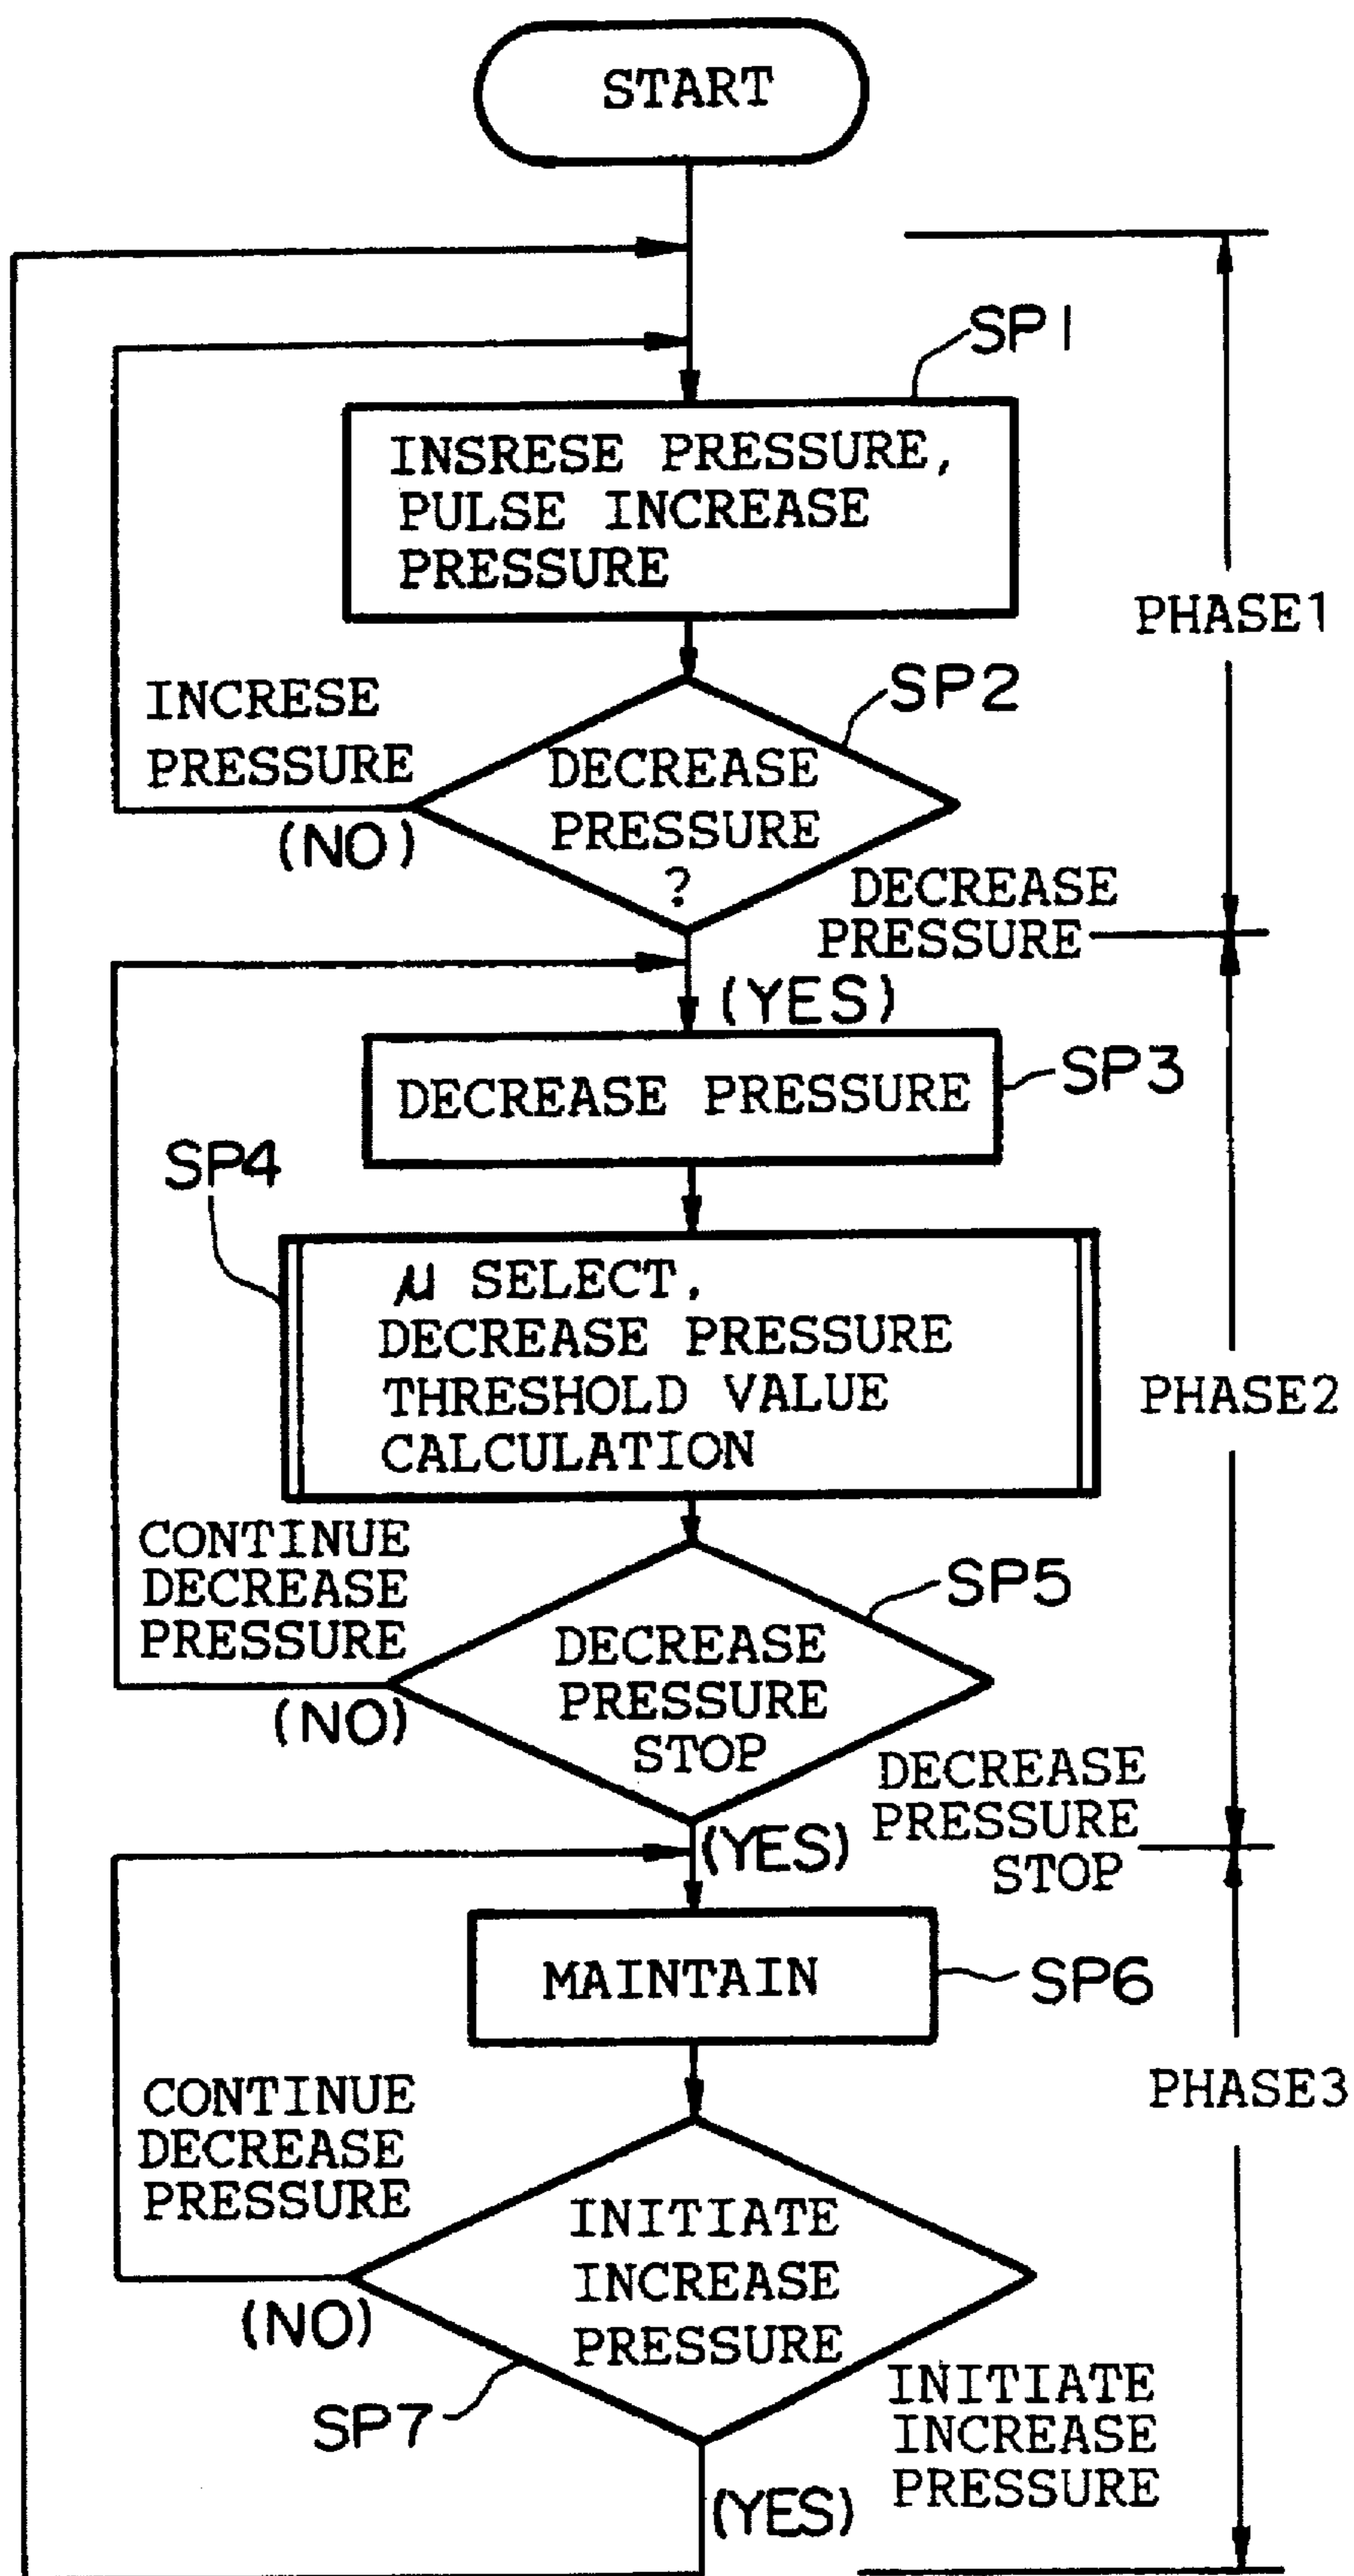 START
SP1
INSRESE PRESSURE,
PULSE INCREASE
PRESSURE
PHASE1
INCRESE
PRESSURE
(NO)
SP2
DECREASE
PRESSURE
?
DECREASE
PRESSURE
(YES)
DECREASE PRESSURE
SP3
SP4
μ SELECT,
DECREASE PRESSURE
THRESHOLD VALUE
CALCULATION
PHASE2
CONTINUE
DECREASE
PRESSURE
(NO)
SP5
DECREASE
PRESSURE
STOP
DECREASE
PRESSURE
STOP
(YES)
MAINTAIN
SP6
PHASE3
CONTINUE
DECREASE
PRESSURE
(NO)
INITIATE
INCREASE
PRESSURE
SP7
INITIATE
INCREASE
PRESSURE
(YES)